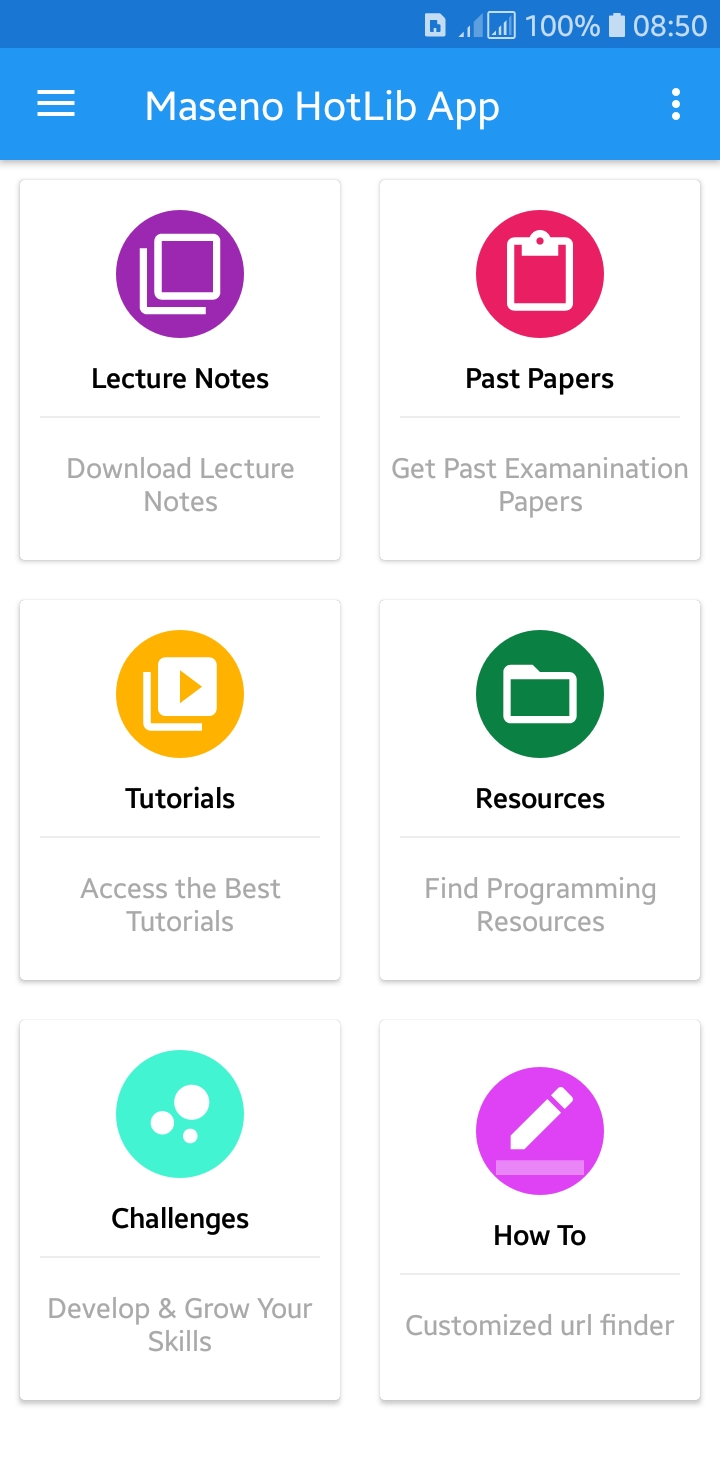 100% 08:50
Maseno HotLib App
Lecture Notes
Download Lecture
Notes
Past Papers
Get Past Examanination
Papers
Tutorials
Access the Best
Tutorials
Resources
Find Programming
Resources
Challenges
Develop & Grow Your
Skills
How To
Customized url finder